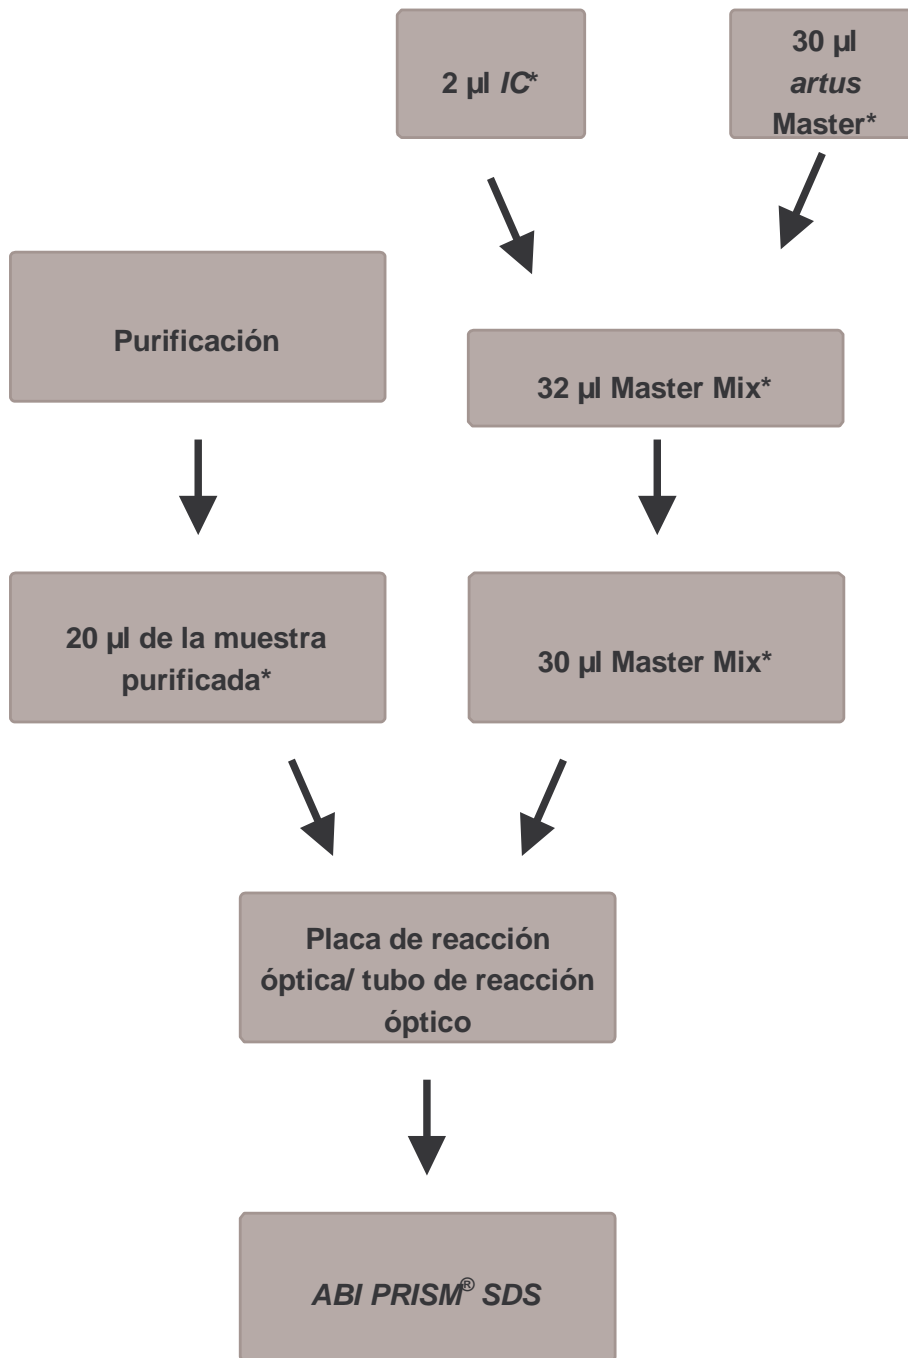 2 µl IC*
30 µl
artus
Master*
Purificación
32 µl Master Mix*
20 µl de la muestra
purificada*
30 µl Master Mix*
Placa de reacción
óptica/ tubo de reacción
óptico
ABI PRISM® SDS